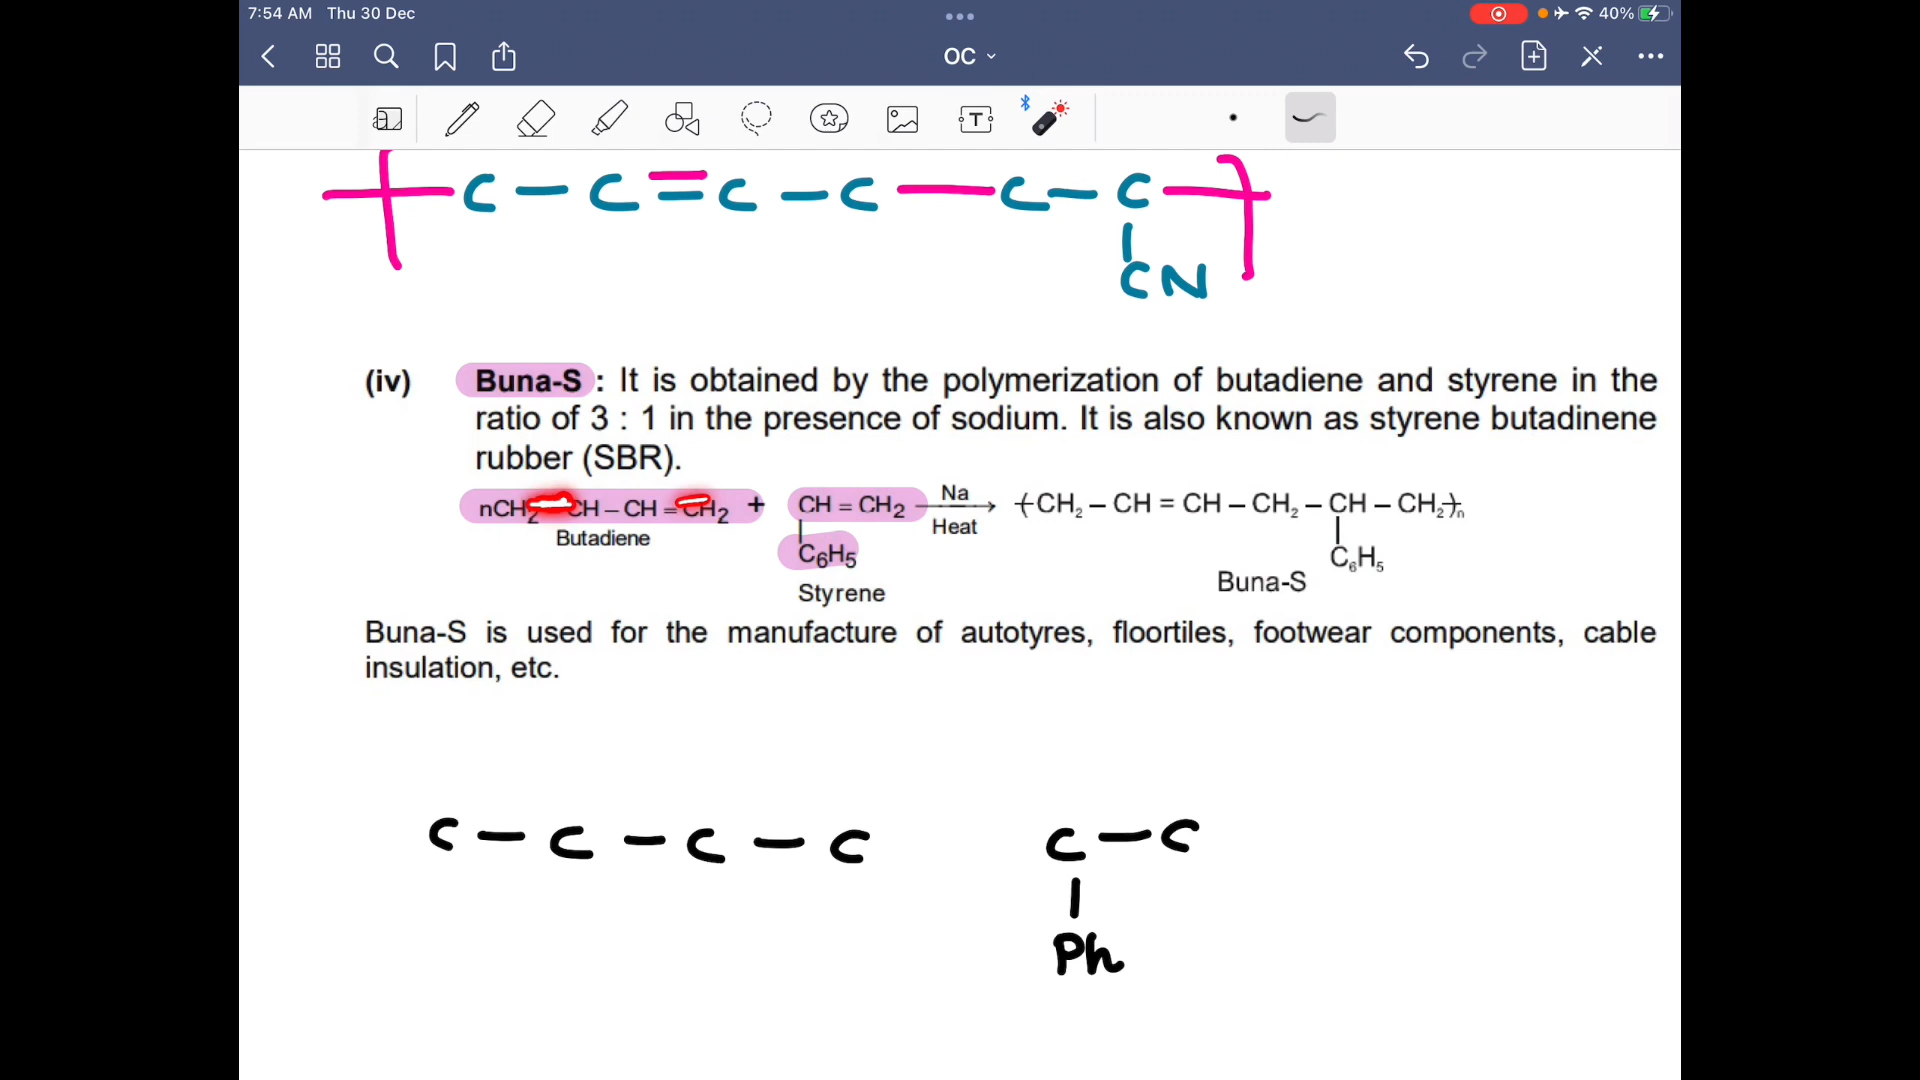 7:54 AM Thu 30 Dec
40%
OC
T
C - C = C - C - C - C
CN
(iv) Buna-S : It is obtained by the polymerization of butadiene and styrene in the
ratio of 3 : 1 in the presence of sodium. It is also known as styrene butadinene
rubber (SBR).
nCH2 CH – CH = CH2 + CH = CH2 Na Heat → (CH2 – CH = CH – CH2 – CH – CH2)n
Butadiene
C6H5
C6H5
Styrene
Buna-S
Buna-S is used for the manufacture of autotyres, floortiles, footwear components, cable
insulation, etc.
C - C - C - C C - C
Ph